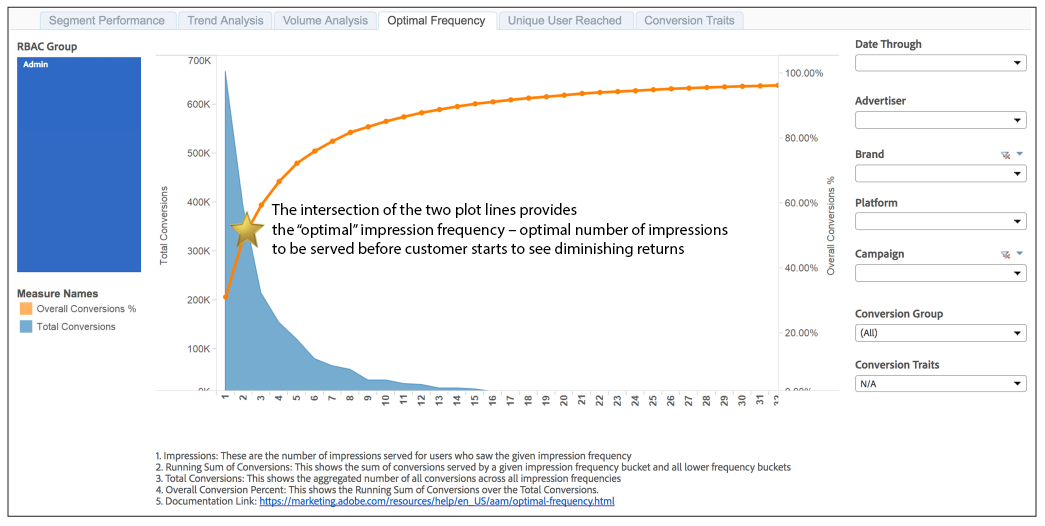 Segment Performance
Trend Analysis
Volume Analysis
Optimal Frequency
Unique User Reached
Conversion Traits
RBAC Group
Admin
Measure Names
Overall Conversions %
Total Conversions
Total Conversions
700K
600K
500K
400K
300K
200K
100K
0K
The intersection of the two plot lines provides
the “optimal” impression frequency – optimal number of impressions
to be served before customer starts to see diminishing returns
100.00%
80.00%
60.00%
40.00%
20.00%
0.00%
Overall Conversions %
1 2 3 4 5 6 7 8 9 10 11 12 13 14 15 16 17 18 19 20 21 22 23 24 25 26 27 28 29 30 31 32
Date Through
Advertiser
Brand
Platform
Campaign
Conversion Group
(All)
Conversion Traits
N/A
1. Impressions: These are the number of impressions served for users who saw the given impression frequency
2. Running Sum of Conversions: This shows the sum of conversions served by a given impression frequency bucket and all lower frequency buckets
3. Total Conversions: This shows the aggregated number of all conversions across all impression frequencies
4. Overall Conversion Percent: This shows the Running Sum of Conversions over the Total Conversions.
5. Documentation Link: https://marketing.adobe.com/resources/help/en_US/aam/optimal-frequency.html